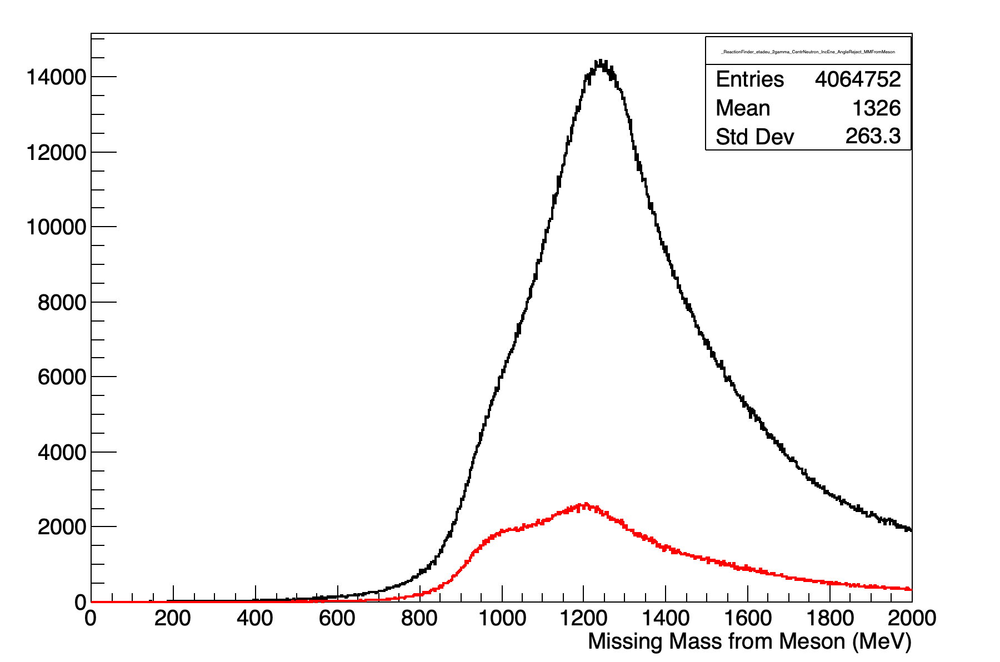 _ReactionFinder_etadeu_2gamma_CentrNeutron_IncEne_AngleReject_MMFromMeson
Entries 4064752
Mean 1326
Std Dev 263.3
14000
12000
10000
8000
6000
4000
2000
0
0 200 400 600 800 1000 1200 1400 1600 1800 2000
Missing Mass from Meson (MeV)